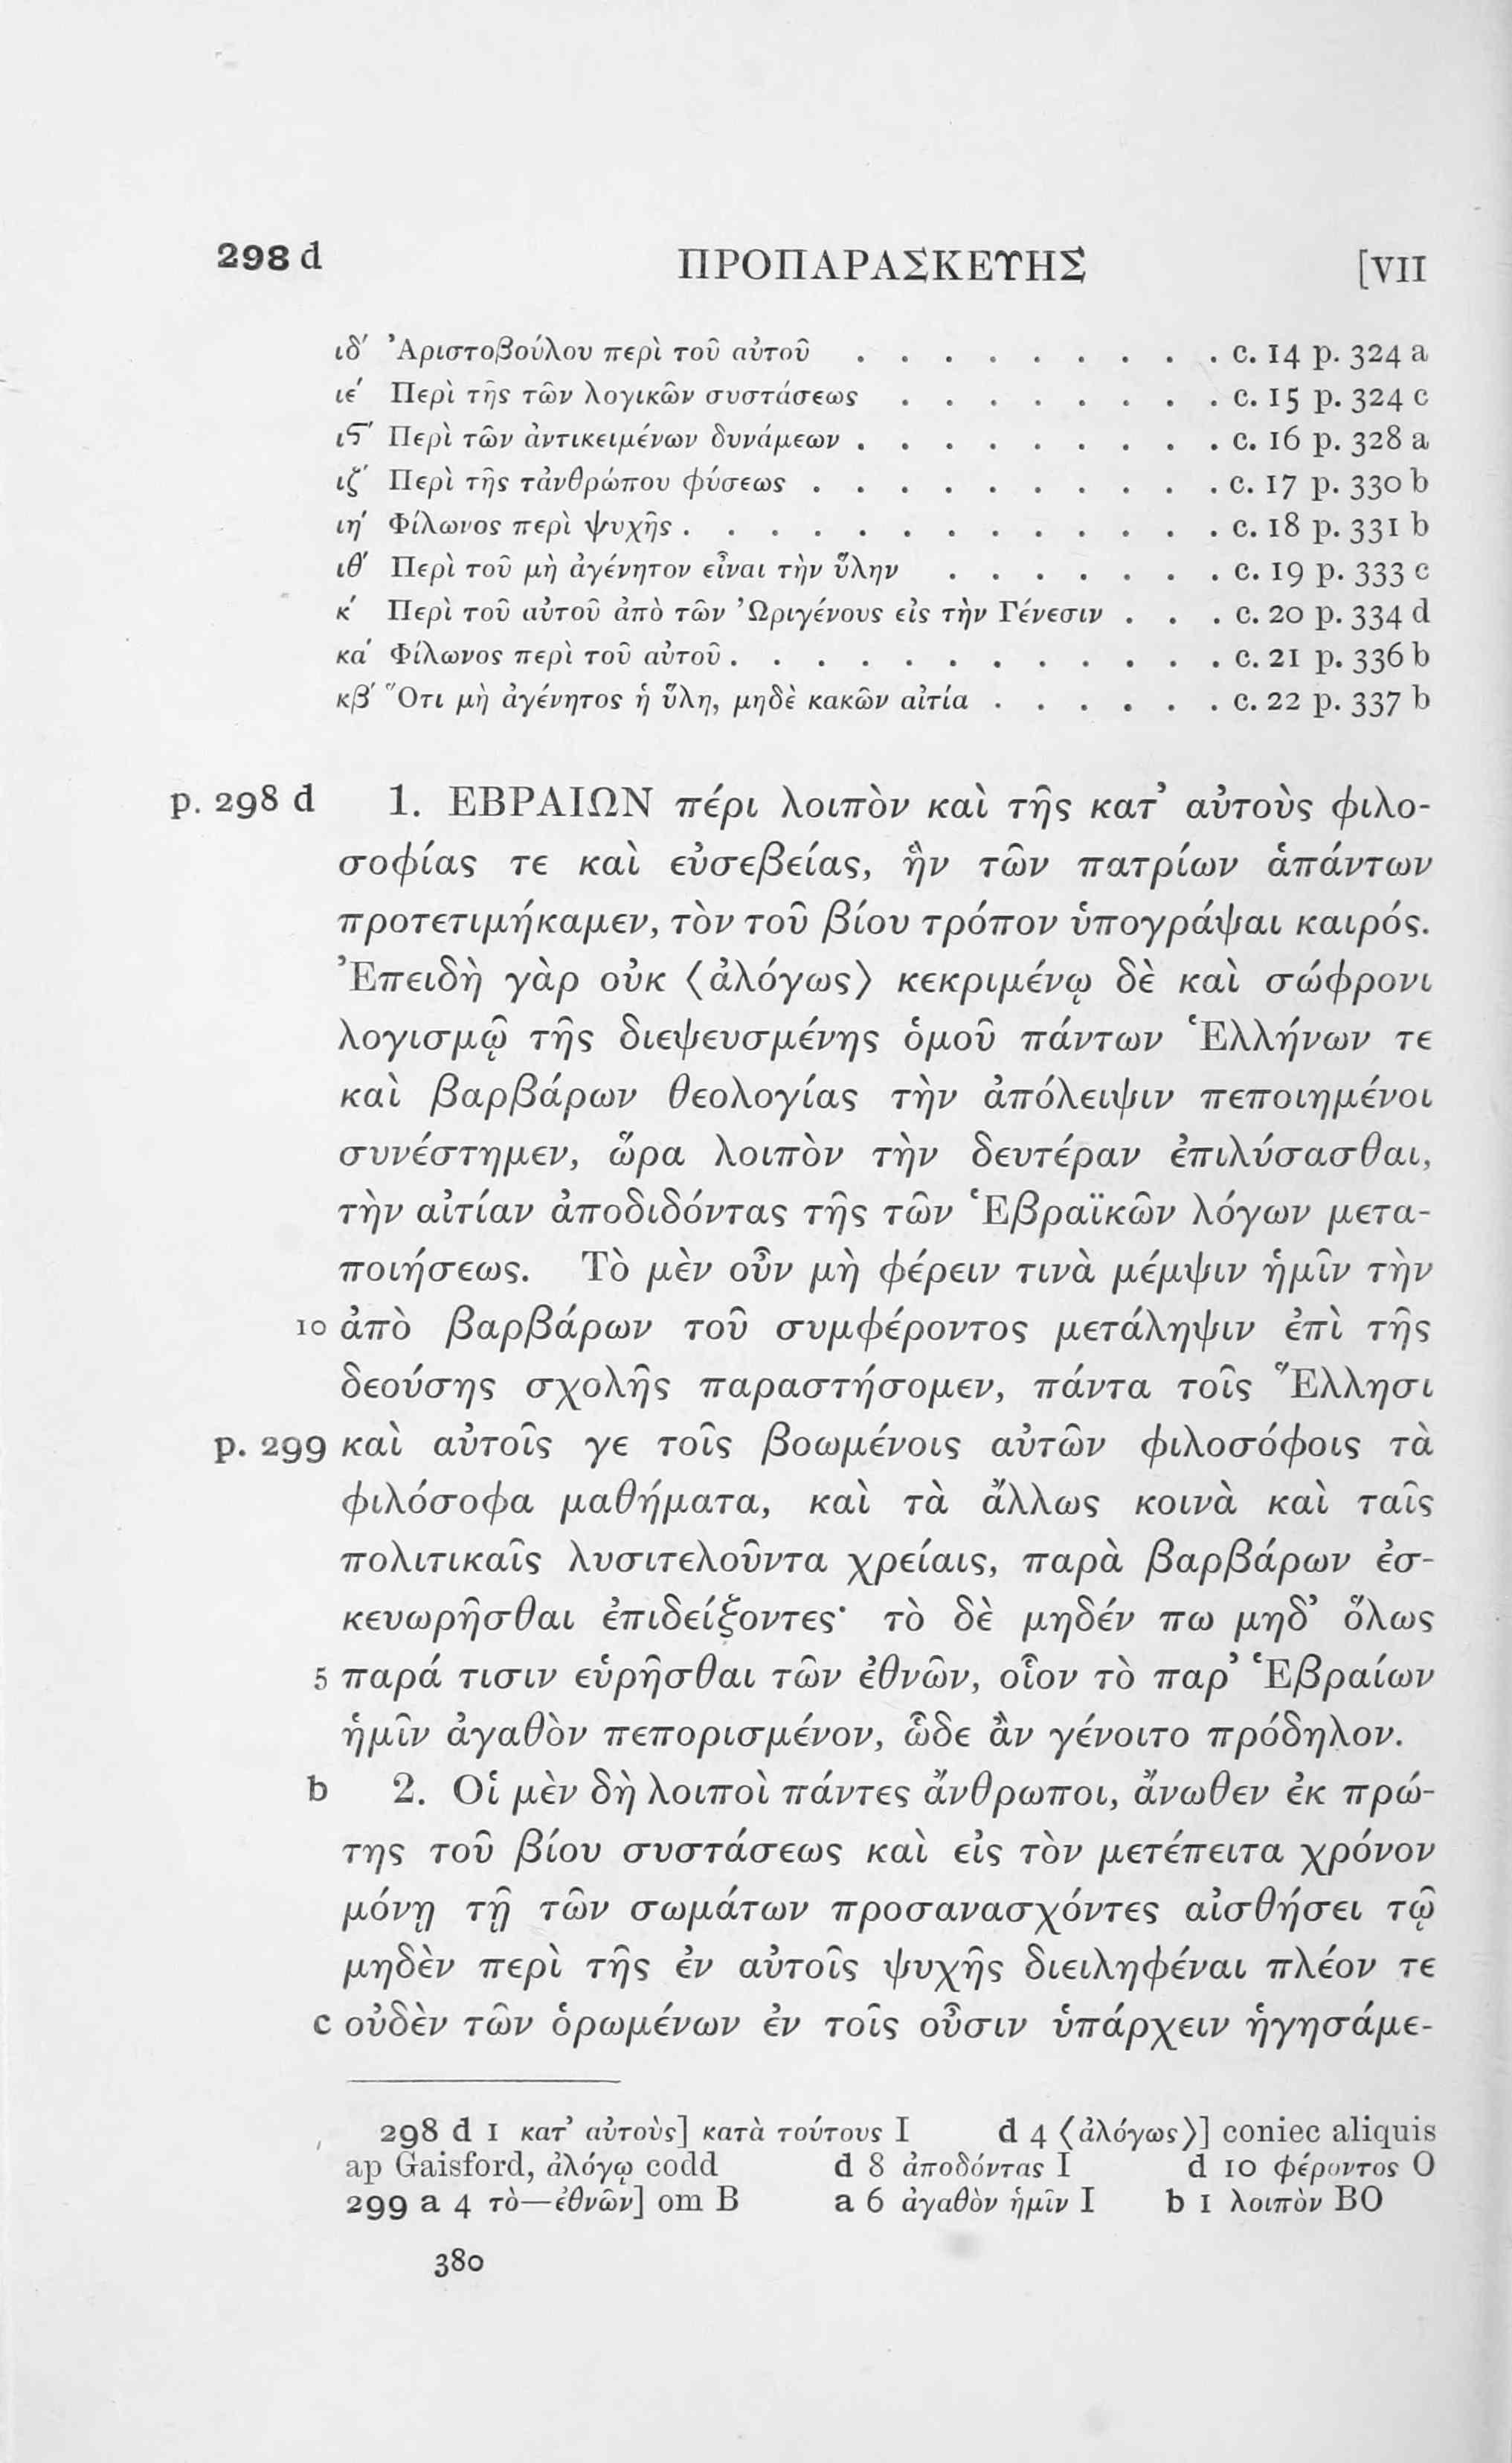 298 d ΠΡΟΠΑΡΑΣΚΕΥΗΣ [VII
ιδ′ Ἀριστοβούλου περὶ τοῦ αὐτοῦ . . . . . . . . . c. 14 p. 324 a
ιε′ Περὶ τῆς τῶν λογικῶν συστάσεως . . . . . . . . c. 15 p. 324 c
ιϛ′ Περὶ τῶν ἀντικειμένων δυνάμεων . . . . . . . . . c. 16 p. 328 a
ιζ′ Περὶ τῆς τἀνθρώπου φύσεως . . . . . . . . . . c. 17 p. 330 b
ιη′ Φίλωνος περὶ ψυχῆς . . . . . . . . . . . . . c. 18 p. 331 b
ιθ′ Περὶ τοῦ μὴ ἀγένητον εἶναι τὴν ὕλην . . . . . . . c. 19 p. 333 c
κ′ Περὶ τοῦ αὐτοῦ ἀπὸ τῶν Ὠριγένους εἰς τὴν Γένεσιν . . . c. 20 p. 334 d
κα′ Φίλωνος περὶ τοῦ αὐτοῦ . . . . . . . . . . . . c. 21 p. 336 b
κβ′ Ὅτι μὴ ἀγένητος ἡ ὕλη, μηδὲ κακῶν αἰτία . . . . . . c. 22 p. 337 b
p. 298 d 1. ΕΒΡΑΙΩΝ πέρι λοιπὸν καὶ τῆς κατ’ αὐτοὺς φιλο-
σοφίας τε καὶ εὐσεβείας, ἣν τῶν πατρίων ἁπάντων
προτετιμήκαμεν, τὸν τοῦ βίου τρόπον ὑπογράψαι καιρός.
Ἐπειδὴ γὰρ οὐκ ⟨ἀλόγως⟩ κεκριμένῳ δὲ καὶ σώφρονι
λογισμῷ τῆς διεψευσμένης ὁμοῦ πάντων Ἑλλήνων τε
καὶ βαρβάρων θεολογίας τὴν ἀπόλειψιν πεποιημένοι
συνέστημεν, ὥρα λοιπὸν τὴν δευτέραν ἐπιλύσασθαι,
τὴν αἰτίαν ἀποδιδόντας τῆς τῶν Ἑβραϊκῶν λόγων μετα-
ποιήσεως. Τὸ μὲν οὖν μὴ φέρειν τινὰ μέμψιν ἡμῖν τὴν
10 ἀπὸ βαρβάρων τοῦ συμφέροντος μετάληψιν ἐπὶ τῆς
δεούσης σχολῆς παραστήσομεν, πάντα τοῖς Ἕλλησι
p. 299 καὶ αὐτοῖς γε τοῖς βοωμένοις αὐτῶν φιλοσόφοις τὰ
φιλόσοφα μαθήματα, καὶ τὰ ἄλλως κοινὰ καὶ ταῖς
πολιτικαῖς λυσιτελοῦντα χρείαις, παρὰ βαρβάρων ἐσ-
κευωρῆσθαι ἐπιδείξοντες· τὸ δὲ μηδέν πω μηδ’ ὅλως
5 παρά τισιν εὑρῆσθαι τῶν ἐθνῶν, οἷον τὸ παρ’ Ἑβραίων
ἡμῖν ἀγαθὸν πεπορισμένον, ὧδε ἂν γένοιτο πρόδηλον.
b 2. Οἱ μὲν δὴ λοιποὶ πάντες ἄνθρωποι, ἄνωθεν ἐκ πρώ-
της τοῦ βίου συστάσεως καὶ εἰς τὸν μετέπειτα χρόνον
μόνῃ τῇ τῶν σωμάτων προσανασχόντες αἰσθήσει τῷ
μηδὲν περὶ τῆς ἐν αὐτοῖς ψυχῆς διειληφέναι πλέον τε
c οὐδὲν τῶν ὁρωμένων ἐν τοῖς οὖσιν ὑπάρχειν ἡγησάμε-
298 d 1 κατ’ αὐτοὺς] κατὰ τούτους I d 4 ⟨ἀλόγως⟩] coniec aliquis
ap Gaisford, ἀλόγῳ codd d 8 ἀποδόντας I d 10 φέροντος O
299 a 4 τὸ—ἐθνῶν] om B a 6 ἀγαθὸν ἡμῖν I b 1 λοιπὸν BO
380